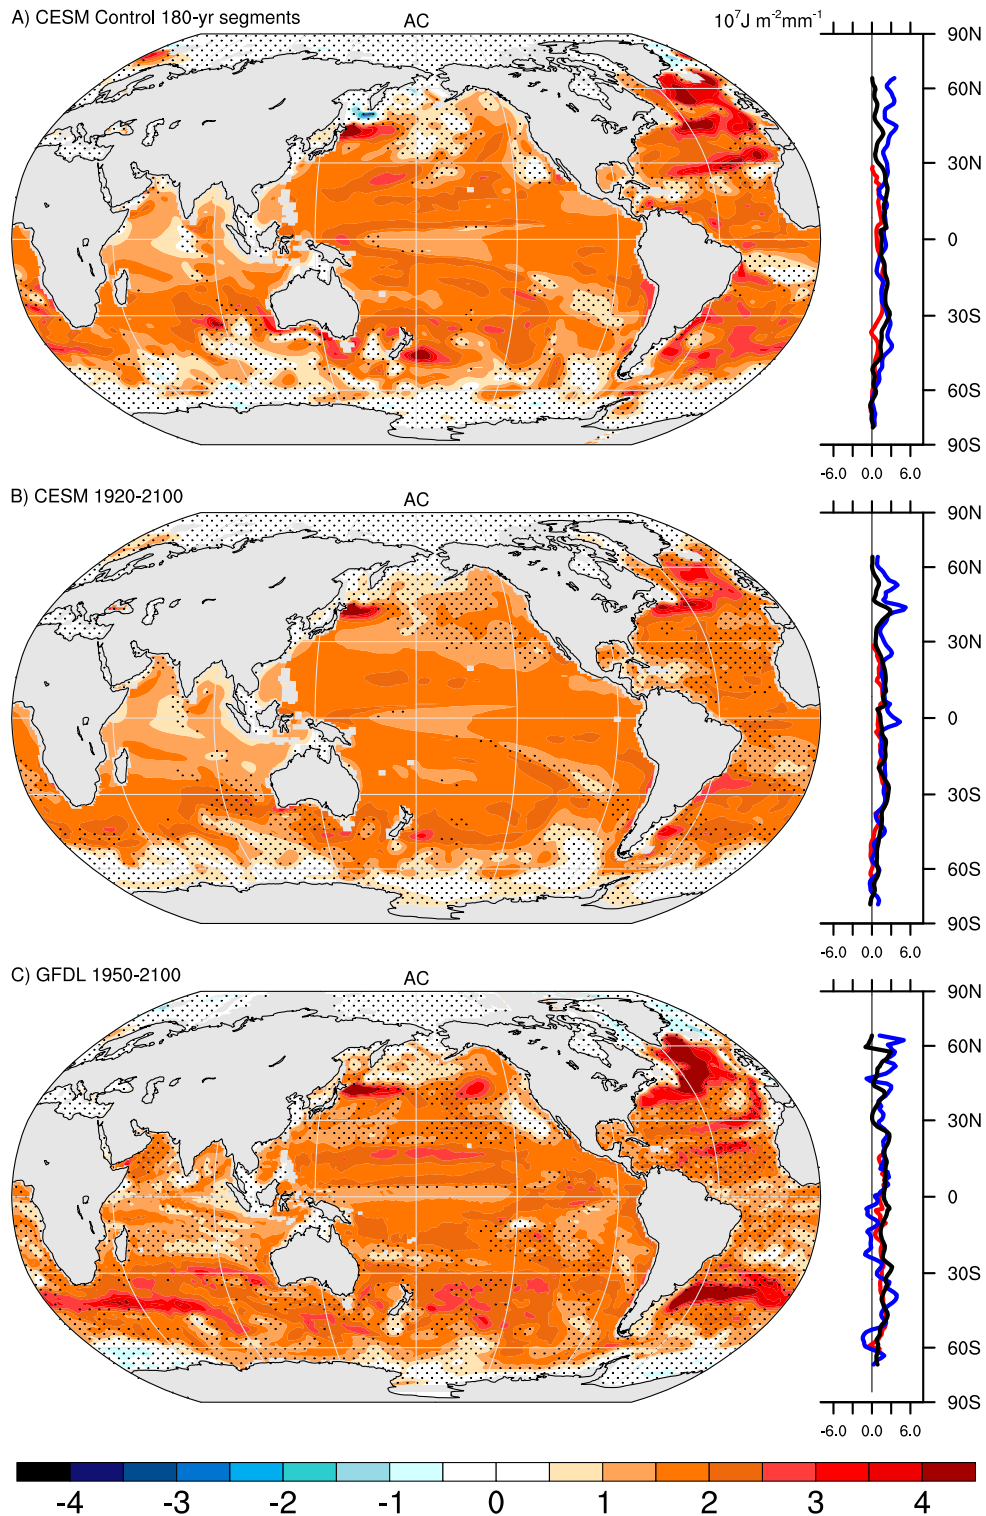 A) CESM Control 180-yr segments
AC
10⁷J m⁻²mm⁻¹
90N
60N
30N
0
30S
60S
90S
-6.0 0.0 6.0
B) CESM 1920-2100
AC
90N
60N
30N
0
30S
60S
90S
-6.0 0.0 6.0
C) GFDL 1950-2100
AC
90N
60N
30N
0
30S
60S
90S
-6.0 0.0 6.0
-4 -3 -2 -1 0 1 2 3 4